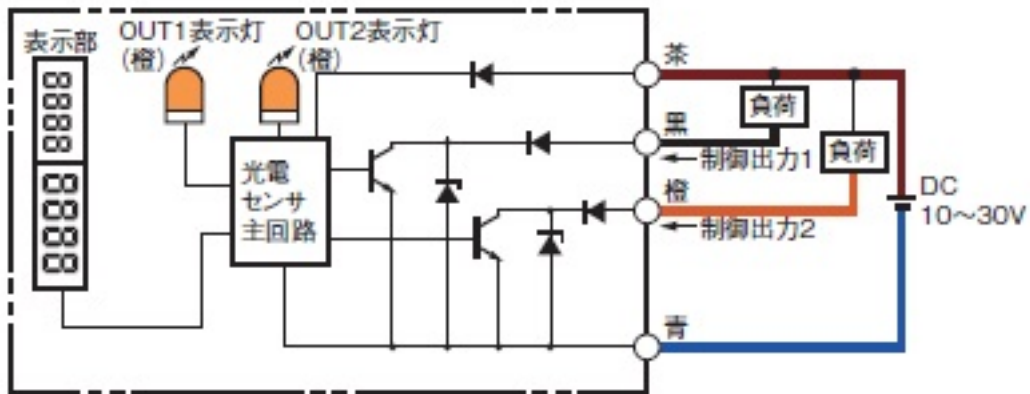 表示部
OUT1表示灯
(橙)
OUT2表示灯
(橙)
8888
8888
光電
センサ
主回路
茶
負荷
黒
制御出力1
負荷
橙
制御出力2
DC
10～30V
青